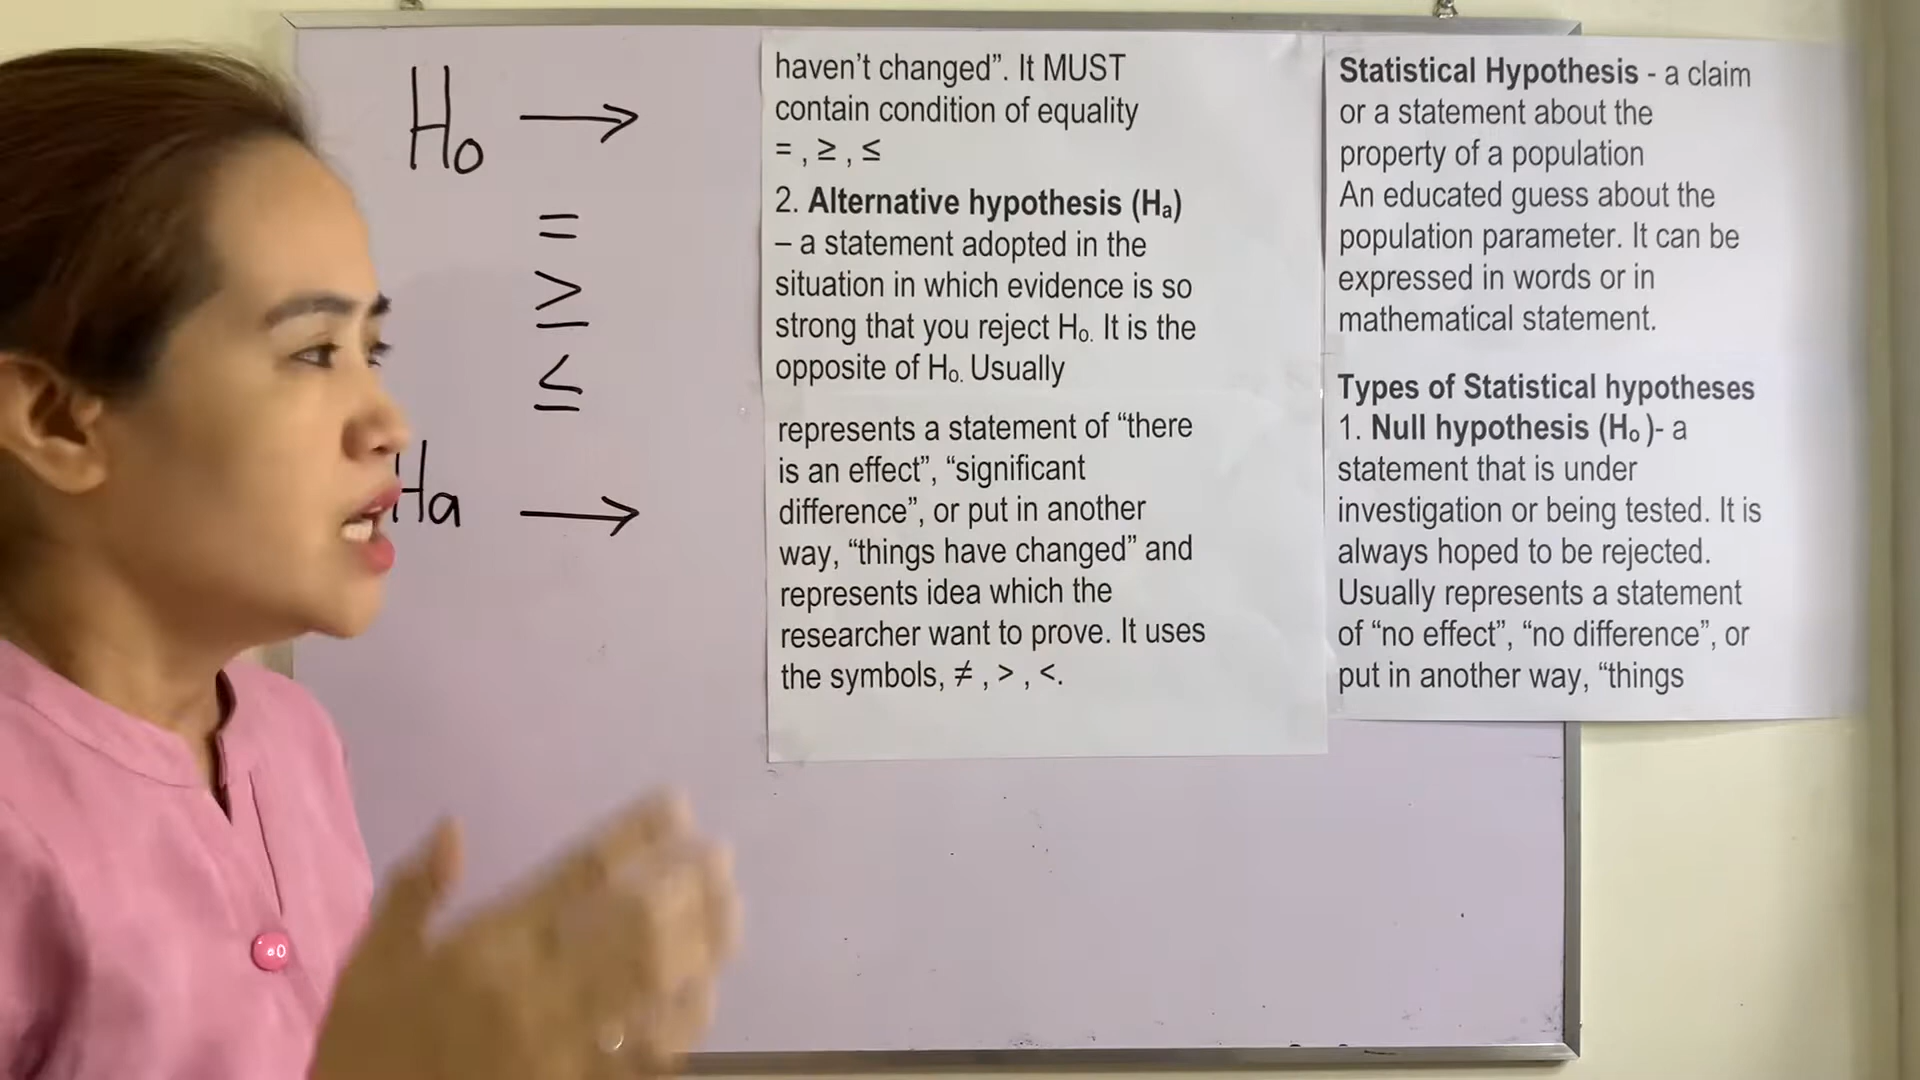 Ho →
=
≥
≤
Ha →
haven’t changed”. It MUST
contain condition of equality
= , ≥ , ≤
2. Alternative hypothesis (Ha)
– a statement adopted in the
situation in which evidence is so
strong that you reject Ho. It is the
opposite of Ho. Usually
represents a statement of “there
is an effect”, “significant
difference”, or put in another
way, “things have changed” and
represents idea which the
researcher want to prove. It uses
the symbols, ≠ , > , <.
Statistical Hypothesis - a claim
or a statement about the
property of a population
An educated guess about the
population parameter. It can be
expressed in words or in
mathematical statement.
Types of Statistical hypotheses
1. Null hypothesis (Ho )- a
statement that is under
investigation or being tested. It is
always hoped to be rejected.
Usually represents a statement
of “no effect”, “no difference”, or
put in another way, “things